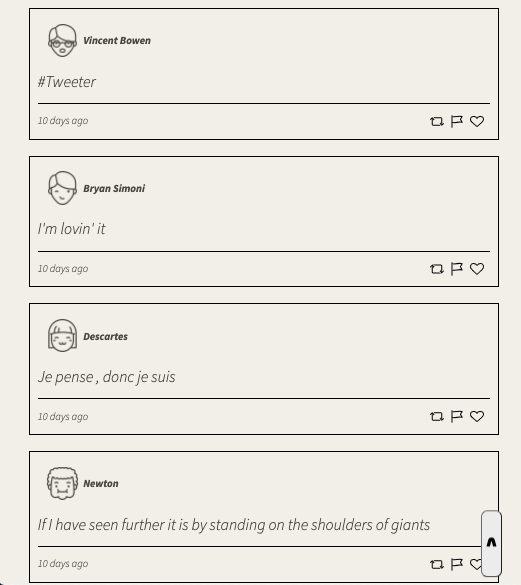 Vincent Bowen
#Tweeter
10 days ago
Bryan Simoni
I'm lovin' it
10 days ago
Descartes
Je pense , donc je suis
10 days ago
Newton
If I have seen further it is by standing on the shoulders of giants
10 days ago